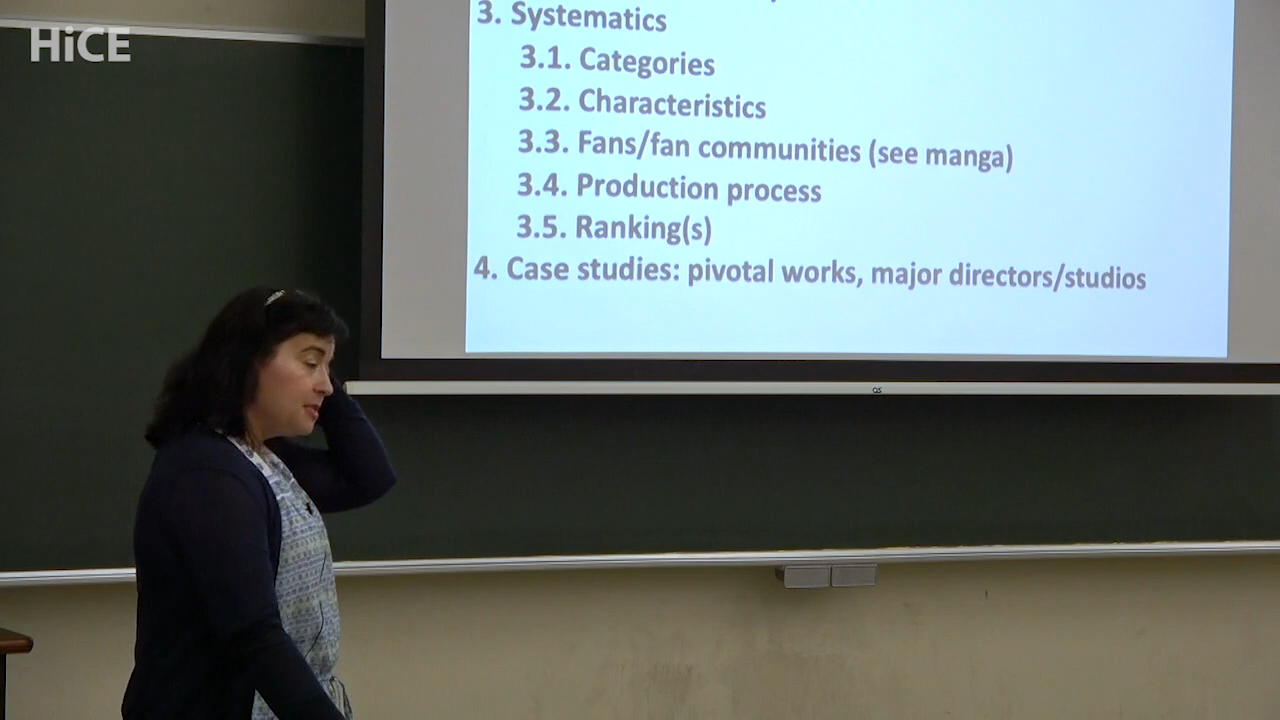 HiCE
3. Systematics
3.1. Categories
3.2. Characteristics
3.3. Fans/fan communities (see manga)
3.4. Production process
3.5. Ranking(s)
4. Case studies: pivotal works, major directors/studios